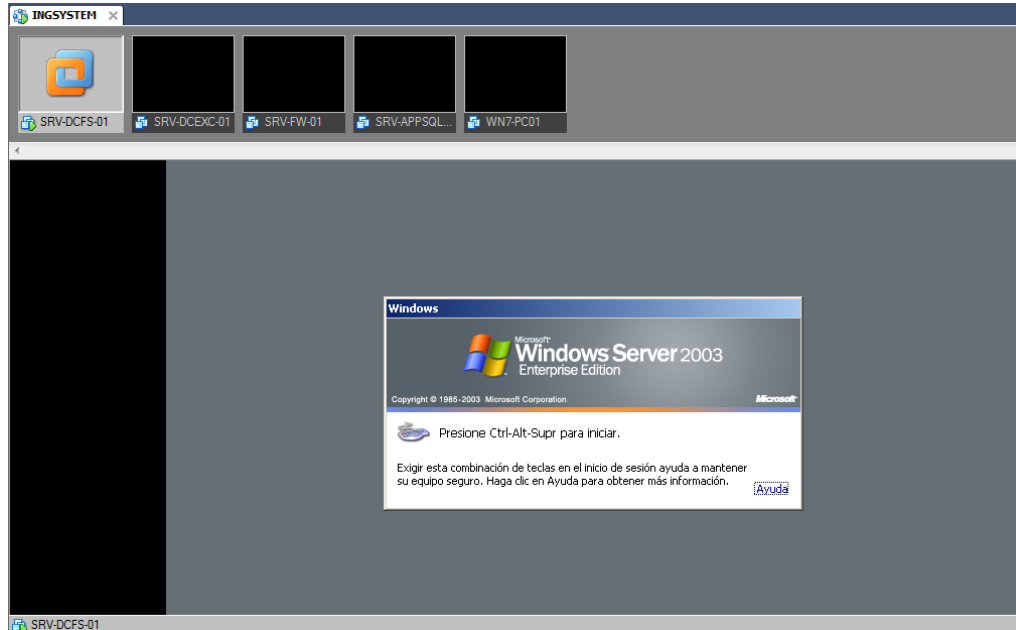 INGSYSTEM
SRV-DCFS-01
SRV-DCEXC-01
SRV-FW-01
SRV-APPSQL...
WN7-PC01
Windows
Microsoft
Windows Server 2003
Enterprise Edition
Copyright © 1985-2003 Microsoft Corporation
Microsoft
Presione Ctrl-Alt-Supr para iniciar.
Exigir esta combinación de teclas en el inicio de sesión ayuda a mantener
su equipo seguro. Haga clic en Ayuda para obtener más información.
Ayuda
SRV-DCFS-01